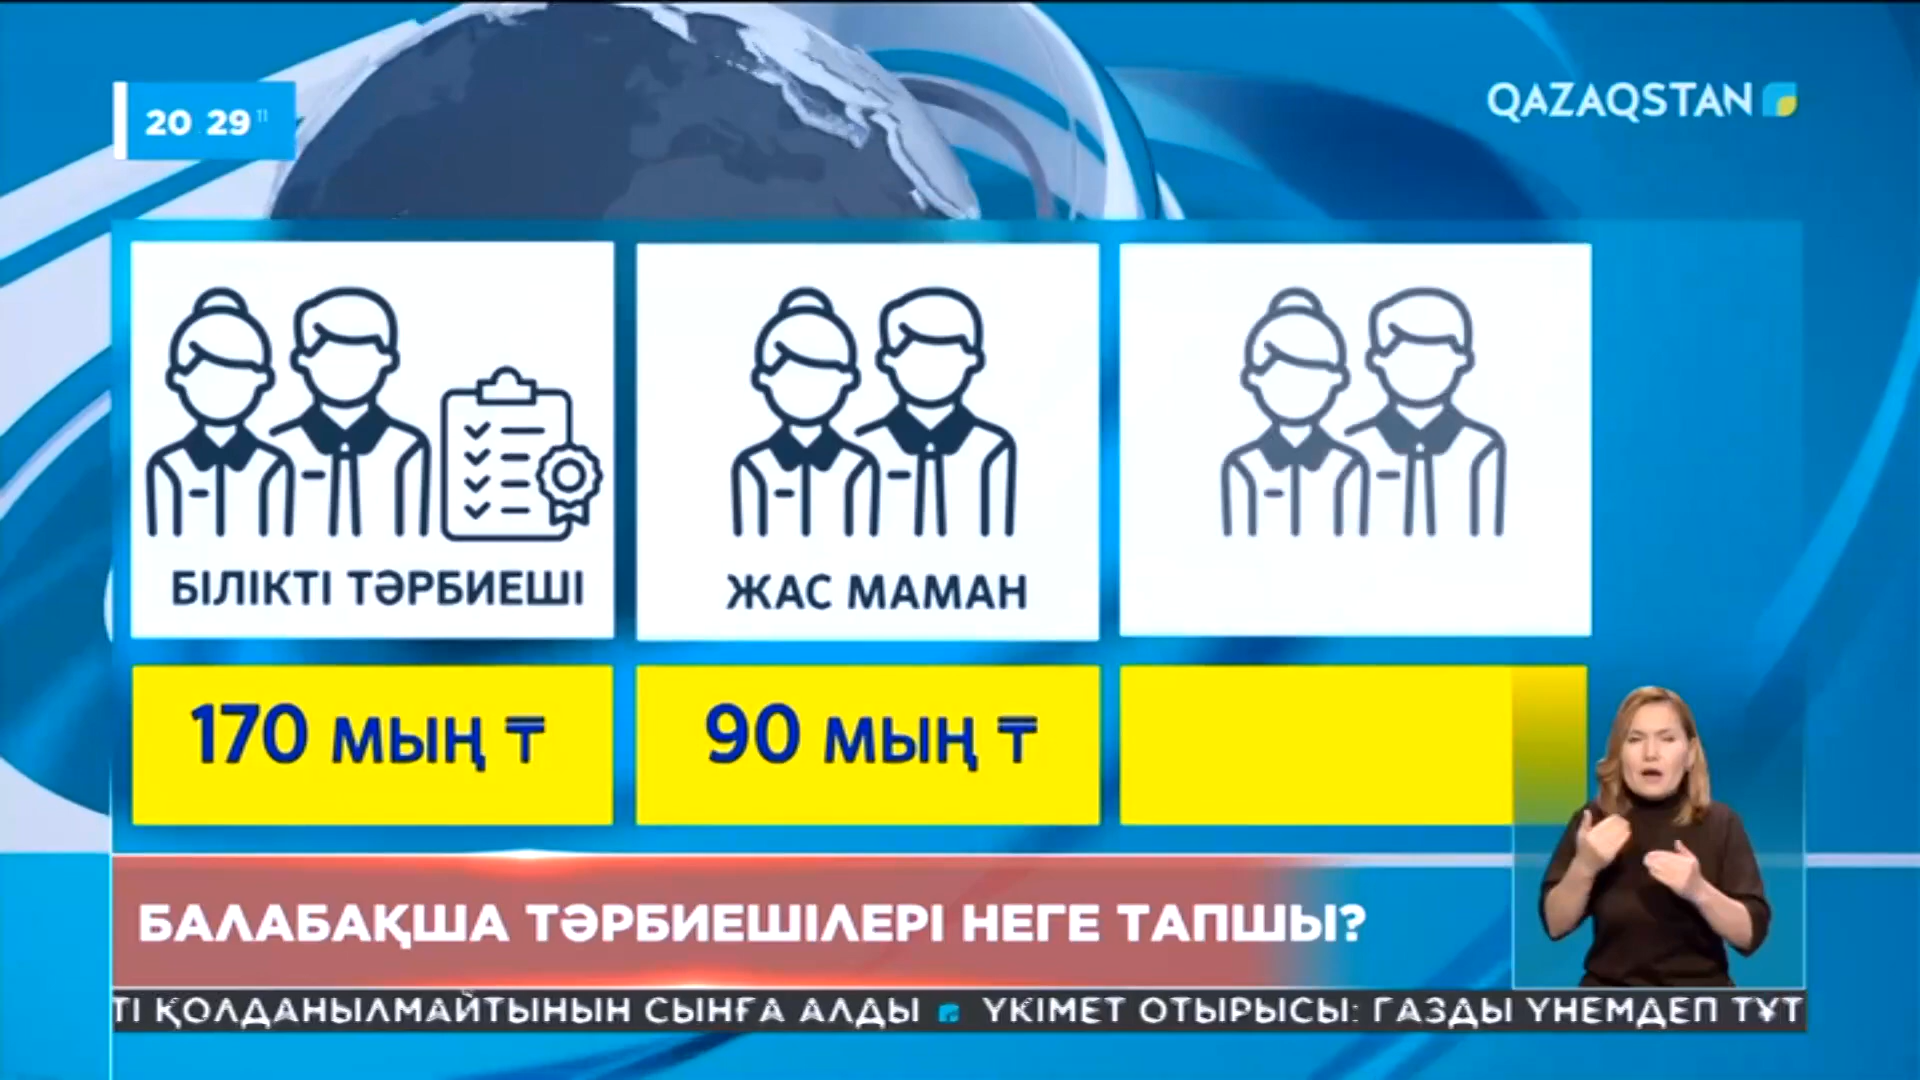 20 29 11
QAZAQSTAN
БІЛІКТІ ТӘРБИЕШІ
ЖАС МАМАН
170 МЫҢ ₸
90 МЫҢ ₸
БАЛАБАҚША ТӘРБИЕШІЛЕРІ НЕГЕ ТАПШЫ?
ТІ ҚОЛДАНЫЛМАЙТЫНЫН СЫНҒА АЛДЫ ҮКІМЕТ ОТЫРЫСЫ: ГАЗДЫ ҮНЕМДЕП ТҰТ